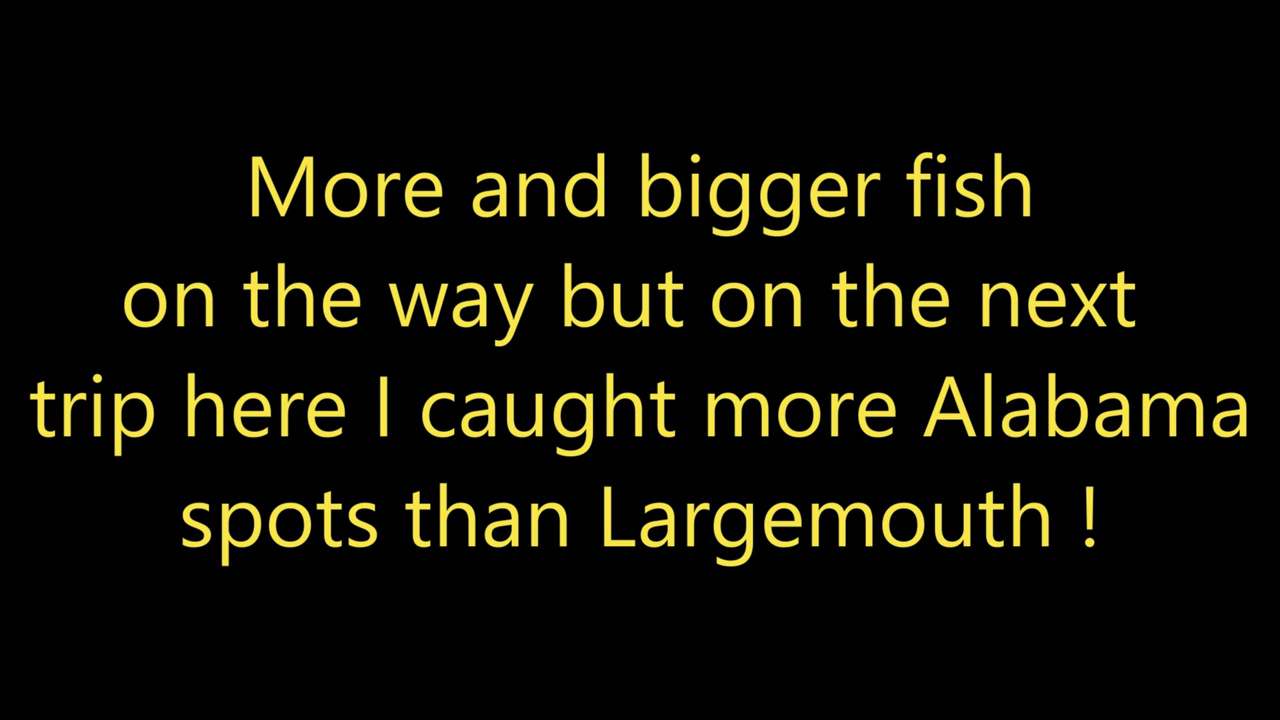 More and bigger fish
on the way but on the next
trip here I caught more Alabama
spots than Largemouth !